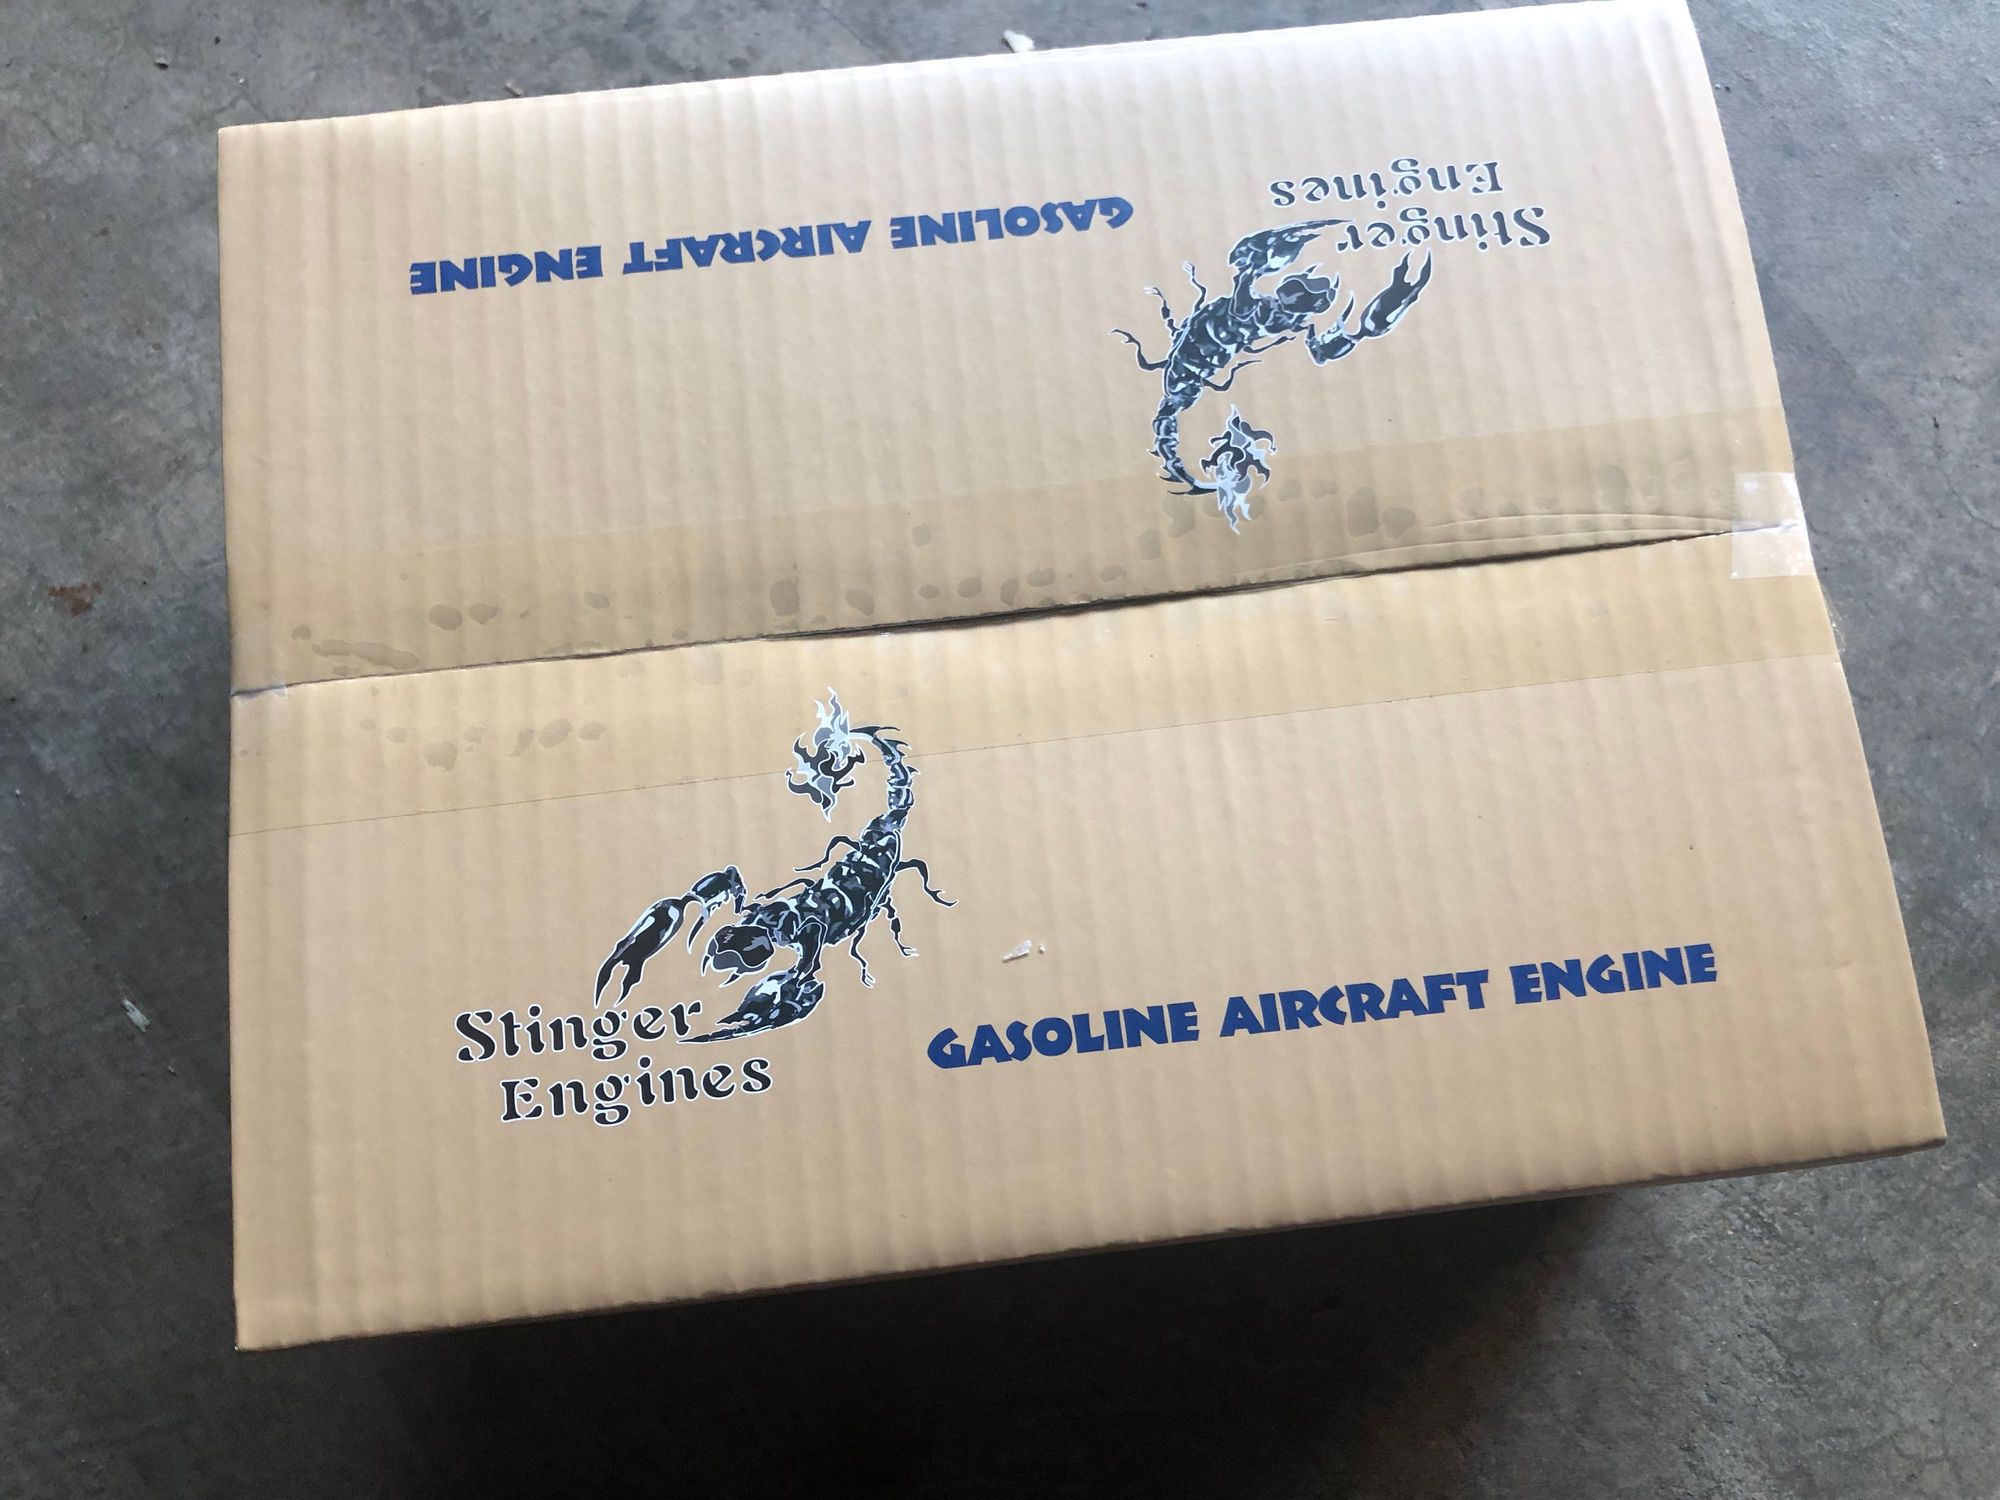 Stinger
Engines
GASOLINE AIRCRAFT ENGINE
Stinger
Engines
GASOLINE AIRCRAFT ENGINE